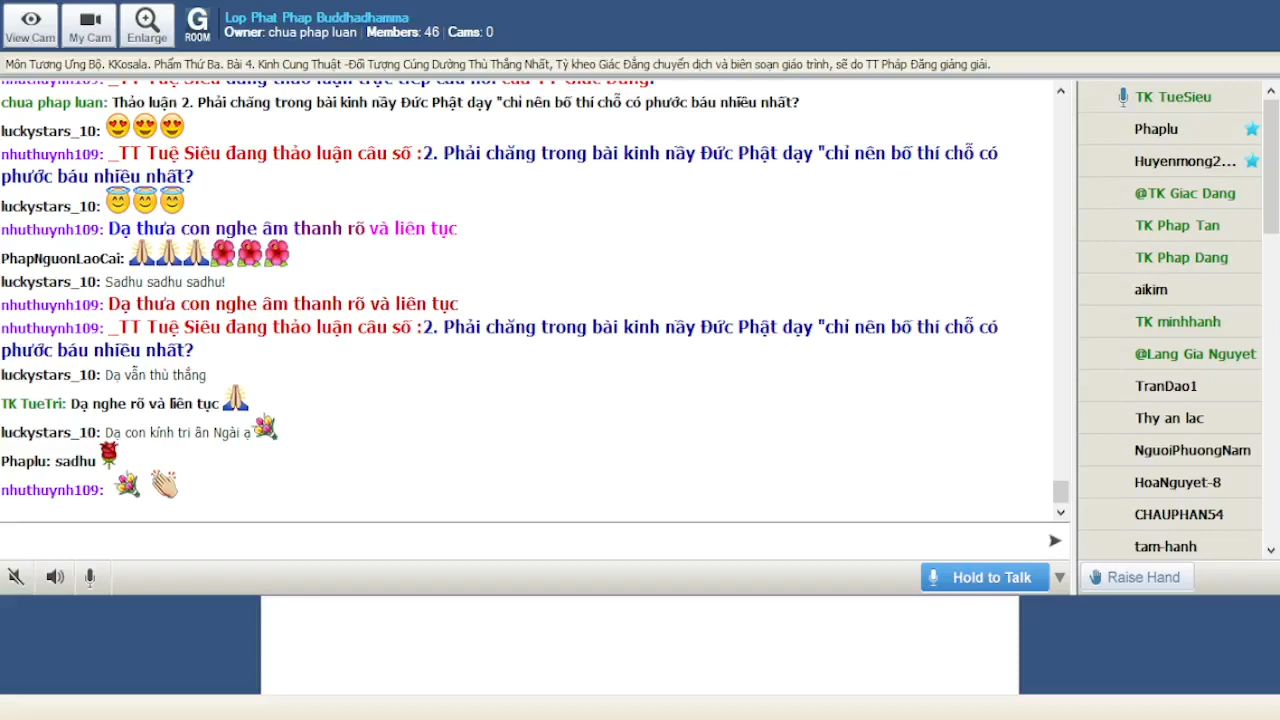 View Cam
My Cam
Enlarge
G
ROOM
Lop Phat Phap Buddhadhamma
Owner: chua phap luan | Members: 46 | Cams: 0
Môn Tương Ưng Bộ. KKosala. Phẩm Thứ Ba. Bài 4. Kinh Cung Thuật -Đối Tượng Cúng Dường Thù Thắng Nhất, Tỳ kheo Giác Đẳng chuyển dịch và biên soạn giáo trình, sẽ do TT Pháp Đăng giảng giải.
chua phap luan: Thảo luận 2. Phải chăng trong bài kinh nầy Đức Phật dạy "chỉ nên bố thí chỗ có phước báu nhiều nhất?
luckystars_10:
nhuthuynh109: _TT Tuệ Siêu đang thảo luận câu số :2. Phải chăng trong bài kinh nầy Đức Phật dạy "chỉ nên bố thí chỗ có
phước báu nhiều nhất?
luckystars_10:
nhuthuynh109: Dạ thưa con nghe âm thanh rõ và liên tục
PhapNguonLaoCai:
luckystars_10: Sadhu sadhu sadhu!
nhuthuynh109: Dạ thưa con nghe âm thanh rõ và liên tục
nhuthuynh109: _TT Tuệ Siêu đang thảo luận câu số :2. Phải chăng trong bài kinh nầy Đức Phật dạy "chỉ nên bố thí chỗ có
phước báu nhiều nhất?
luckystars_10: Dạ vẫn thù thắng
TK TueTri: Dạ nghe rõ và liên tục
luckystars_10: Dạ con kính tri ân Ngài ạ
Phaplu: sadhu
nhuthuynh109:
Hold to Talk
TK TueSieu
Phaplu
Huyenmong2...
@TK Giac Dang
TK Phap Tan
TK Phap Dang
aikim
TK minhhanh
@Lang Gia Nguyet
TranDao1
Thy an lac
NguoiPhuongNam
HoaNguyet-8
CHAUPHAN54
tam-hanh
Raise Hand